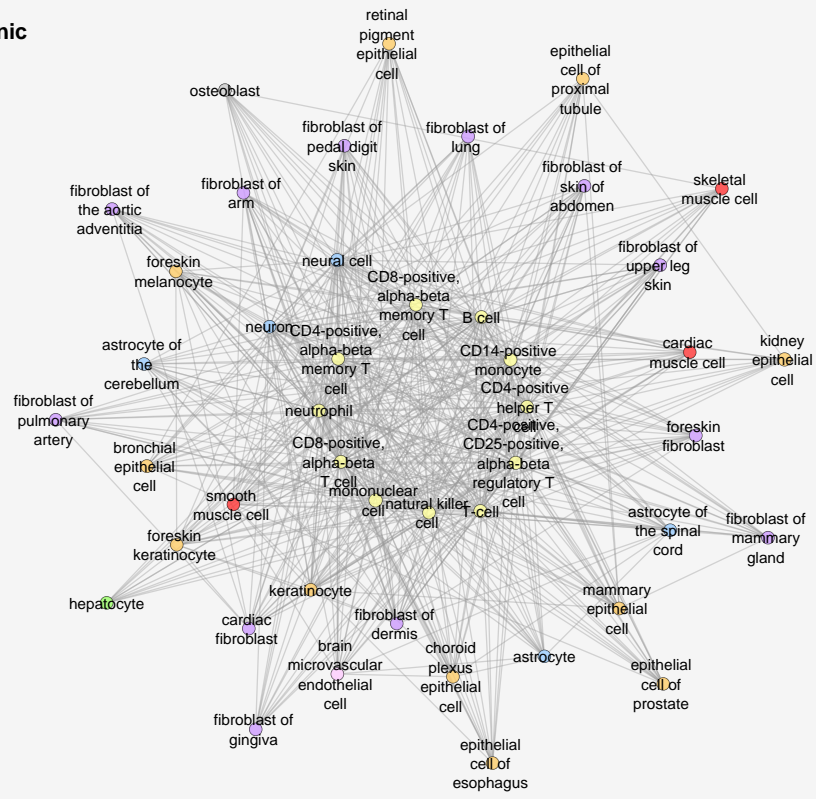 nic
retinal
pigment
epithelial
cell
epithelial
cell of
proximal
tubule
osteoblast
fibroblast of
pedal digit
skin
fibroblast of
lung
fibroblast of
skin of
abdomen
skeletal
muscle cell
fibroblast of
the aortic
adventitia
fibroblast of
arm
foreskin
melanocyte
neural cell
fibroblast of
upper leg
skin
CD8-positive,
alpha-beta
memory T
cell
B cell
neuron
CD4-positive,
alpha-beta
memory T
cell
CD14-positive
monocyte
cardiac
muscle cell
kidney
epithelial
cell
astrocyte of
the
cerebellum
CD4-positive
helper T
cell
fibroblast of
pulmonary
artery
neutrophil
CD4-positive,
CD25-positive,
alpha-beta
regulatory T
cell
foreskin
fibroblast
bronchial
epithelial
cell
CD8-positive,
alpha-beta
T cell
mononuclear
cell
natural killer
cell
T-cell
smooth
muscle cell
foreskin
keratinocyte
astrocyte of
the spinal
cord
fibroblast of
mammary
gland
hepatocyte
keratinocyte
mammary
epithelial
cell
cardiac
fibroblast
fibroblast of
dermis
brain
microvascular
endothelial
cell
choroid
plexus
epithelial
cell
astrocyte
epithelial
cell of
prostate
fibroblast of
gingiva
epithelial
cell of
esophagus